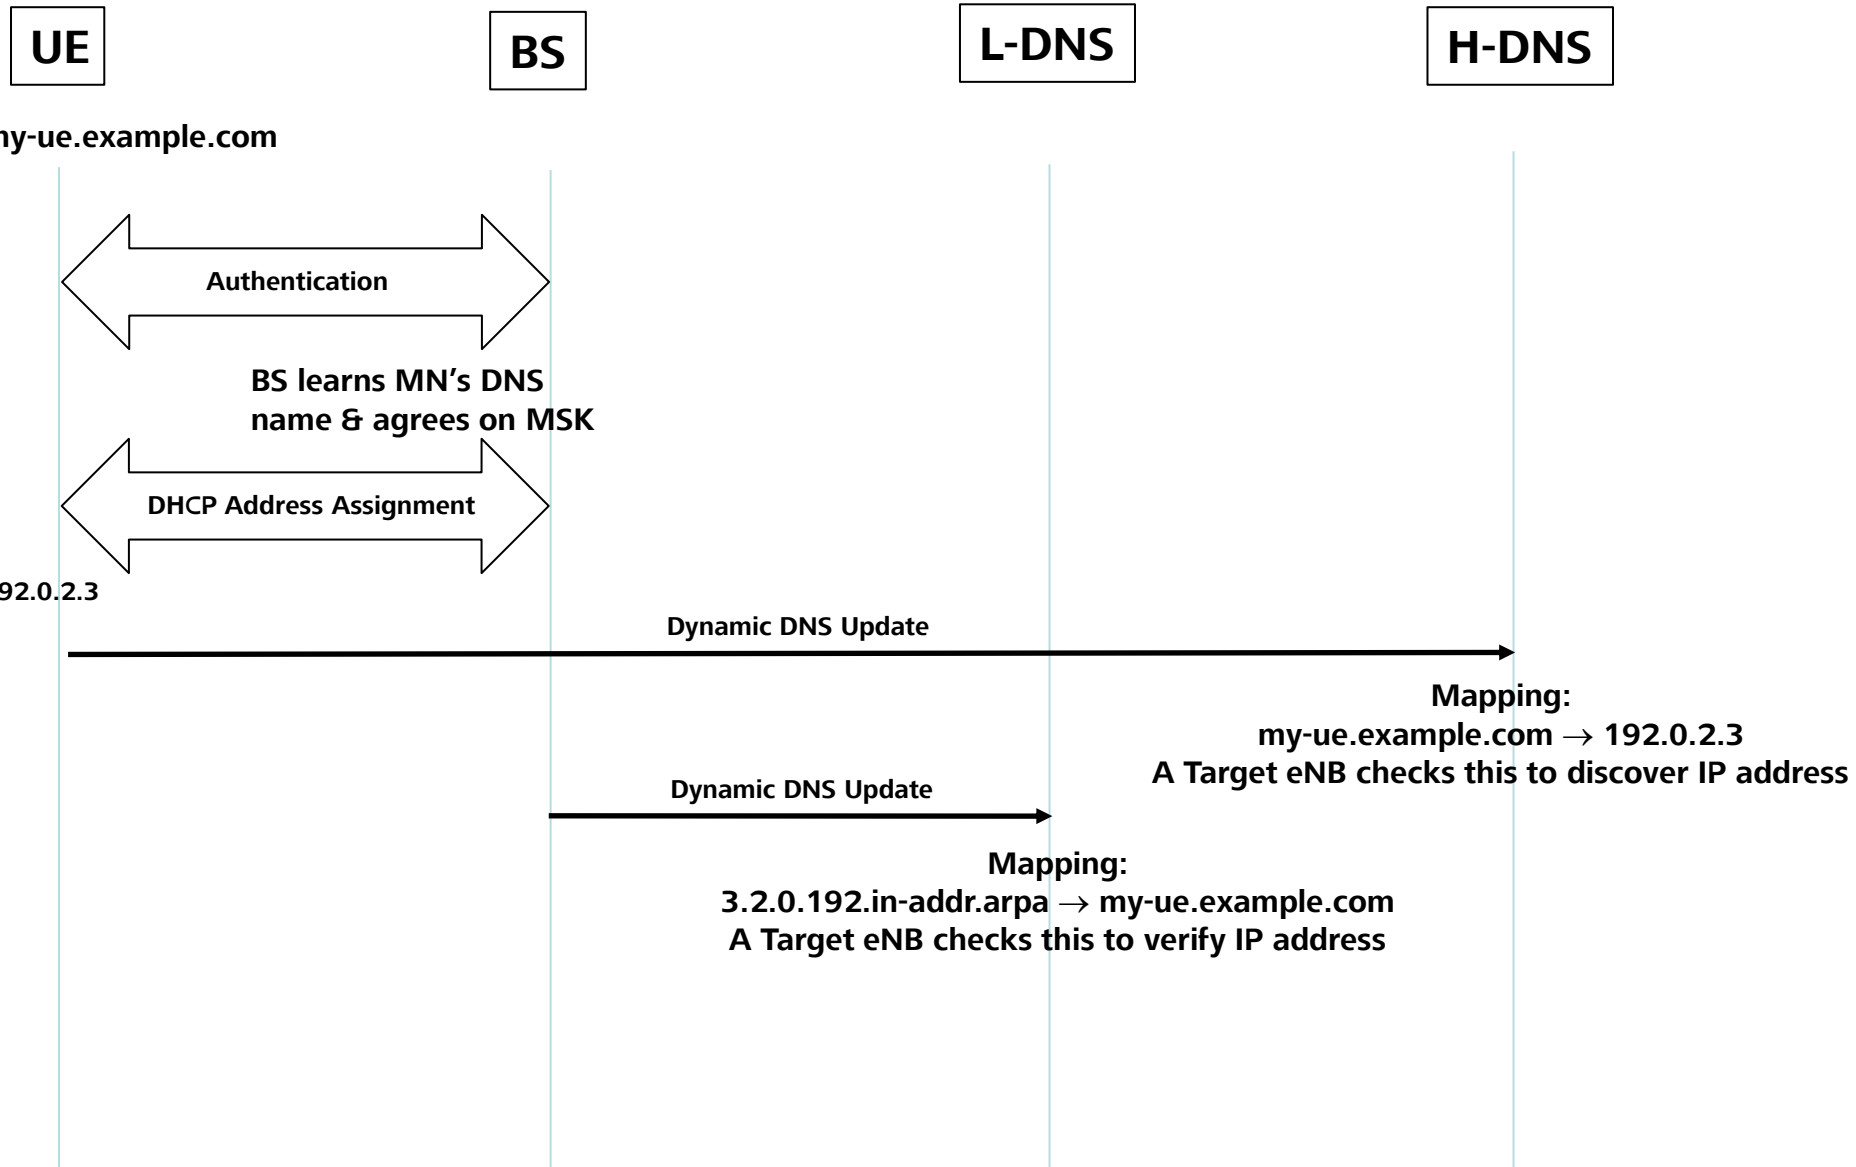 UE
BS
L-DNS
H-DNS
my-ue.example.com
Authentication
BS learns MN’s DNS
name & agrees on MSK
DHCP Address Assignment
92.0.2.3
Dynamic DNS Update
Mapping:
my-ue.example.com → 192.0.2.3
A Target eNB checks this to discover IP address
Dynamic DNS Update
Mapping:
3.2.0.192.in-addr.arpa → my-ue.example.com
A Target eNB checks this to verify IP address